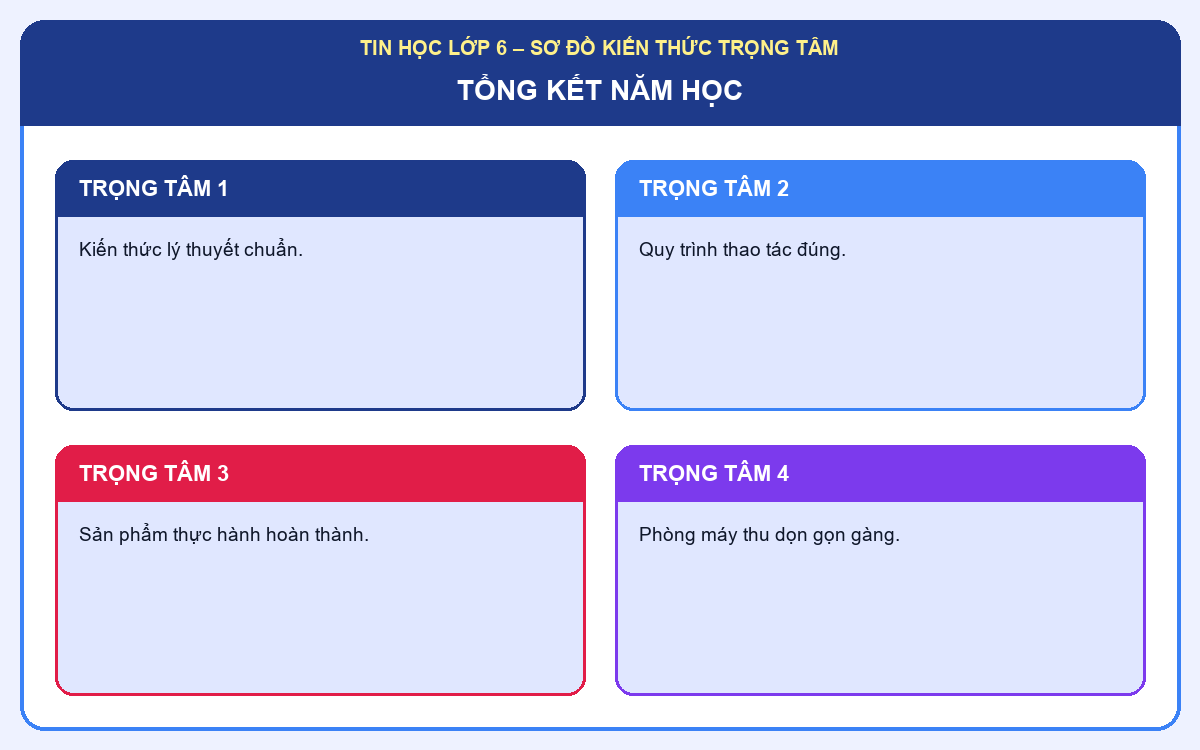 TIN HỌC LỚP 6 – SƠ ĐỒ KIẾN THỨC TRỌNG TÂM
TỔNG KẾT NĂM HỌC
TRỌNG TÂM 1
Kiến thức lý thuyết chuẩn.
TRỌNG TÂM 2
Quy trình thao tác đúng.
TRỌNG TÂM 3
Sản phẩm thực hành hoàn thành.
TRỌNG TÂM 4
Phòng máy thu dọn gọn gàng.